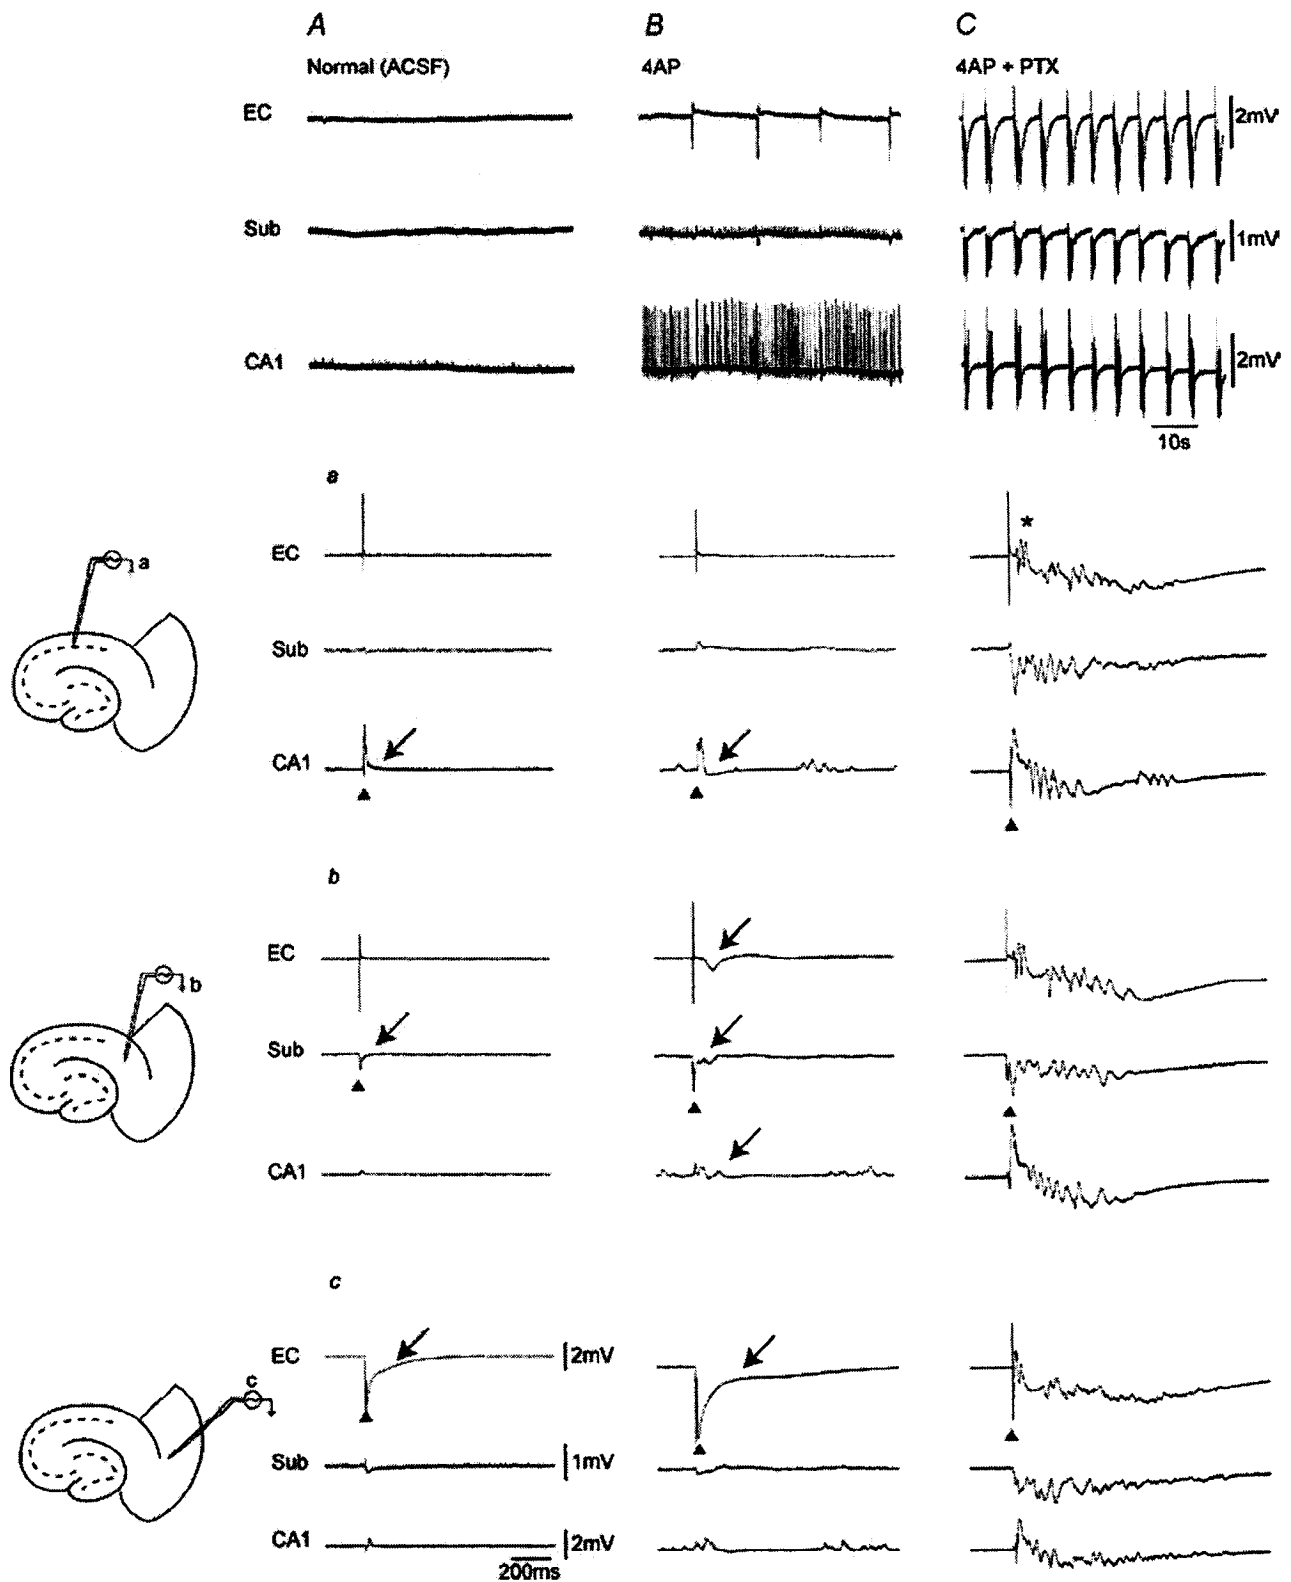 A B C
Normal (ACSF) 4AP 4AP + PTX
EC 2mV
Sub 1mV
CA1 2mV
10s
a
EC *
a
Sub
CA1
b
EC
b
Sub
CA1
c
EC 2mV
c
Sub 1mV
CA1 2mV
200ms